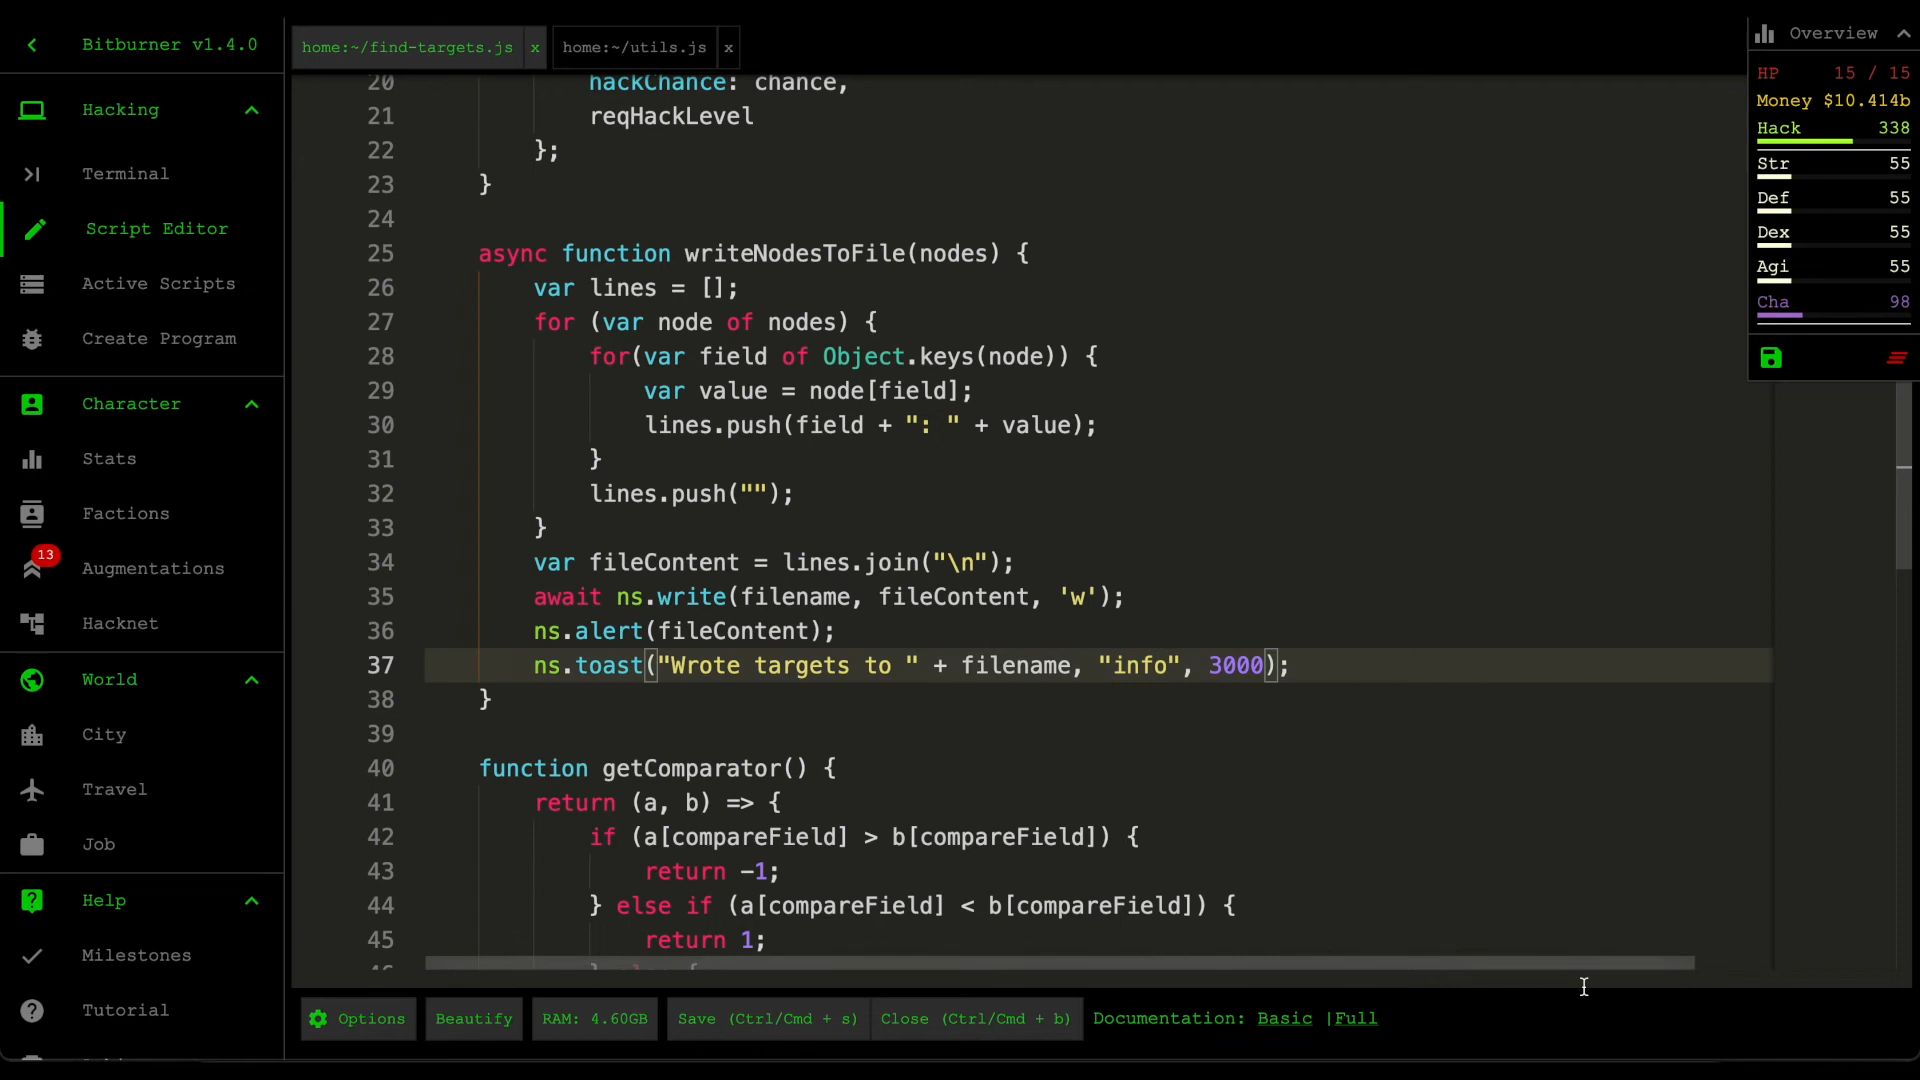 Bitburner v1.4.0
Hacking
Terminal
Script Editor
Active Scripts
Create Program
Character
Stats
Factions
13
Augmentations
Hacknet
World
City
Travel
Job
Help
Milestones
Tutorial
home:~/find-targets.js x
home:~/utils.js x
20 hackChance: chance,
21 reqHackLevel
22 };
23 }
24
25 async function writeNodesToFile(nodes) {
26 var lines = [];
27 for (var node of nodes) {
28 for(var field of Object.keys(node)) {
29 var value = node[field];
30 lines.push(field + ": " + value);
31 }
32 lines.push("");
33 }
34 var fileContent = lines.join("\n");
35 await ns.write(filename, fileContent, 'w');
36 ns.alert(fileContent);
37 ns.toast("Wrote targets to " + filename, "info", 3000);
38 }
39
40 function getComparator() {
41 return (a, b) => {
42 if (a[compareField] > b[compareField]) {
43 return -1;
44 } else if (a[compareField] < b[compareField]) {
45 return 1;
Options
Beautify
RAM: 4.60GB
Save (Ctrl/Cmd + s)
Close (Ctrl/Cmd + b)
Documentation: Basic |Full
Overview
HP 15 / 15
Money $10.414b
Hack 338
Str 55
Def 55
Dex 55
Agi 55
Cha 98